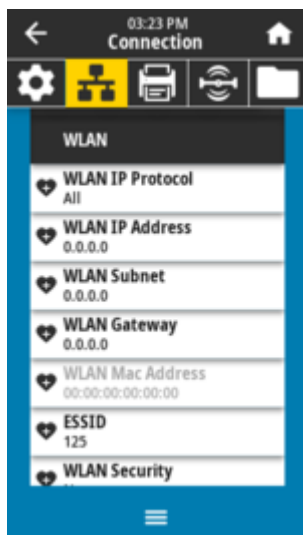 03:23 PM
Connection
WLAN
WLAN IP Protocol
All
WLAN IP Address
0.0.0.0
WLAN Subnet
0.0.0.0
WLAN Gateway
0.0.0.0
WLAN Mac Address
00:00:00:00:00:00
ESSID
125
WLAN Security